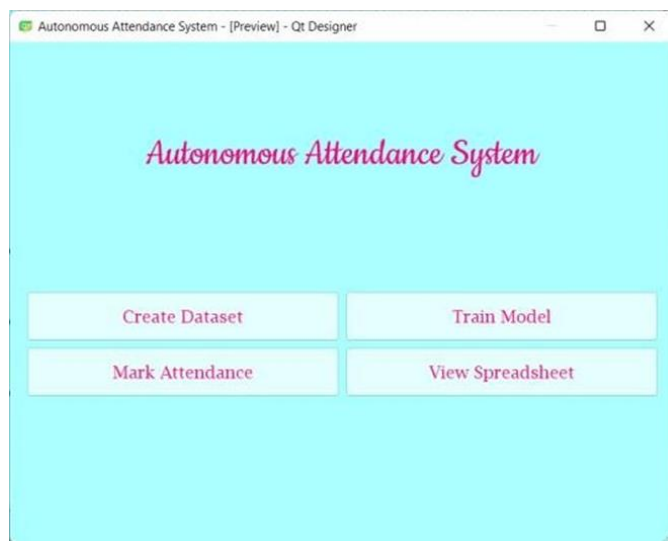 Autonomous Attendance System - [Preview] - Qt Designer
Autonomous Attendance System
Create Dataset
Train Model
Mark Attendance
View Spreadsheet